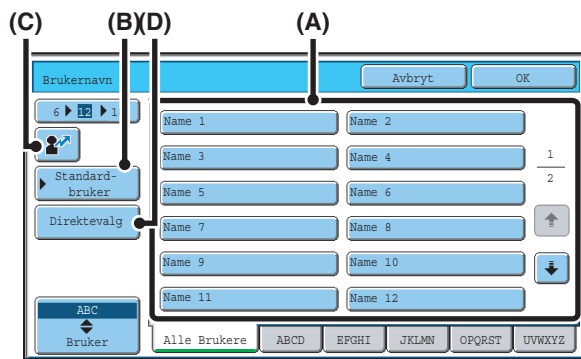 (C) (B)(D) (A)
Brukernavn Avbryt OK
6 12 1
Name 1 Name 2
Name 3 Name 4
1
2
Standard-
bruker
Name 5 Name 6
Direktevalg
Name 7 Name 8
Name 9 Name 10
Name 11 Name 12
ABC
Bruker
Alle Brukere ABCD EFGHI JKLMN OPQRST UVWXYZ